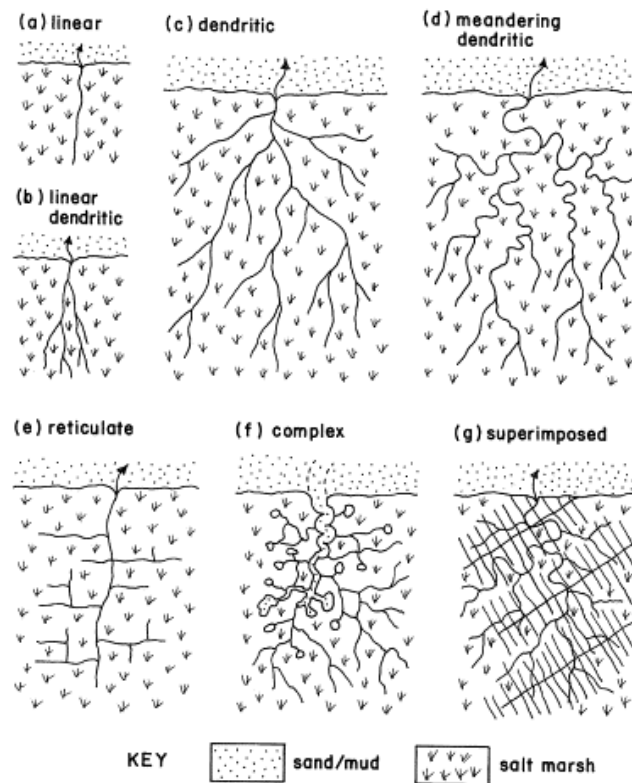 (a) linear
(b) linear
dendritic
(c) dendritic
(d) meandering
dendritic
(e) reticulate
(f) complex
(g) superimposed
KEY
sand/mud
salt marsh